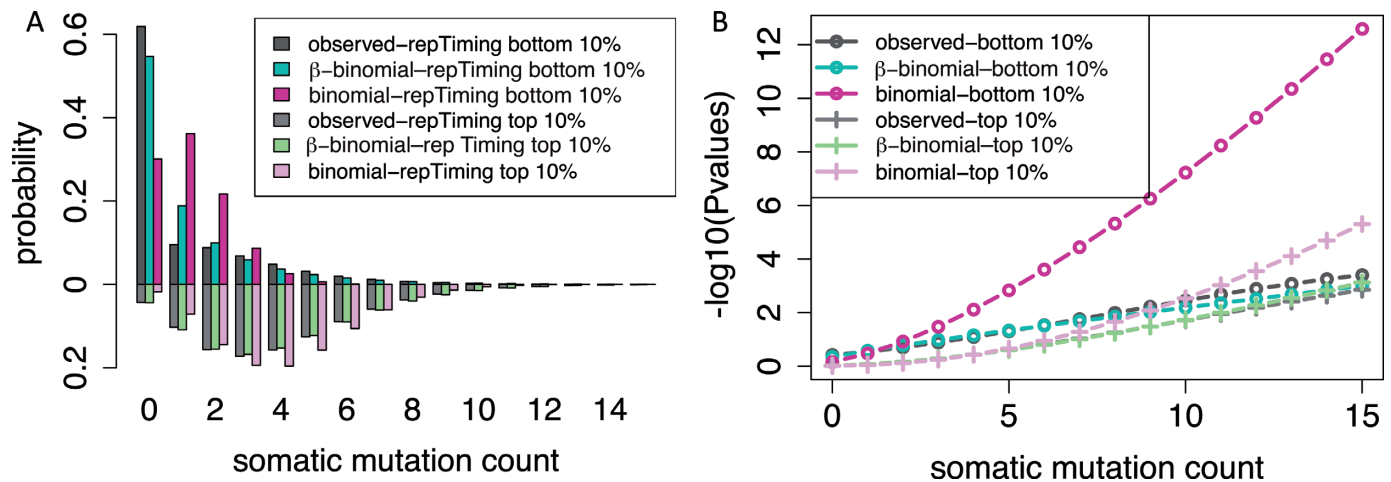 A
0.6
0.4
0.2
0
0.2
probability
observed−repTiming bottom 10%
β−binomial−repTiming bottom 10%
binomial−repTiming bottom 10%
observed−repTiming top 10%
β−binomial−rep Timing top 10%
binomial−repTiming top 10%
0 2 4 6 8 10 12 14
somatic mutation count
B
12
10
8
6
4
2
0
-log10(Pvalues)
observed−bottom 10%
β−binomial−bottom 10%
binomial−bottom 10%
observed−top 10%
β−binomial−top 10%
binomial−top 10%
0 5 10 15
somatic mutation count